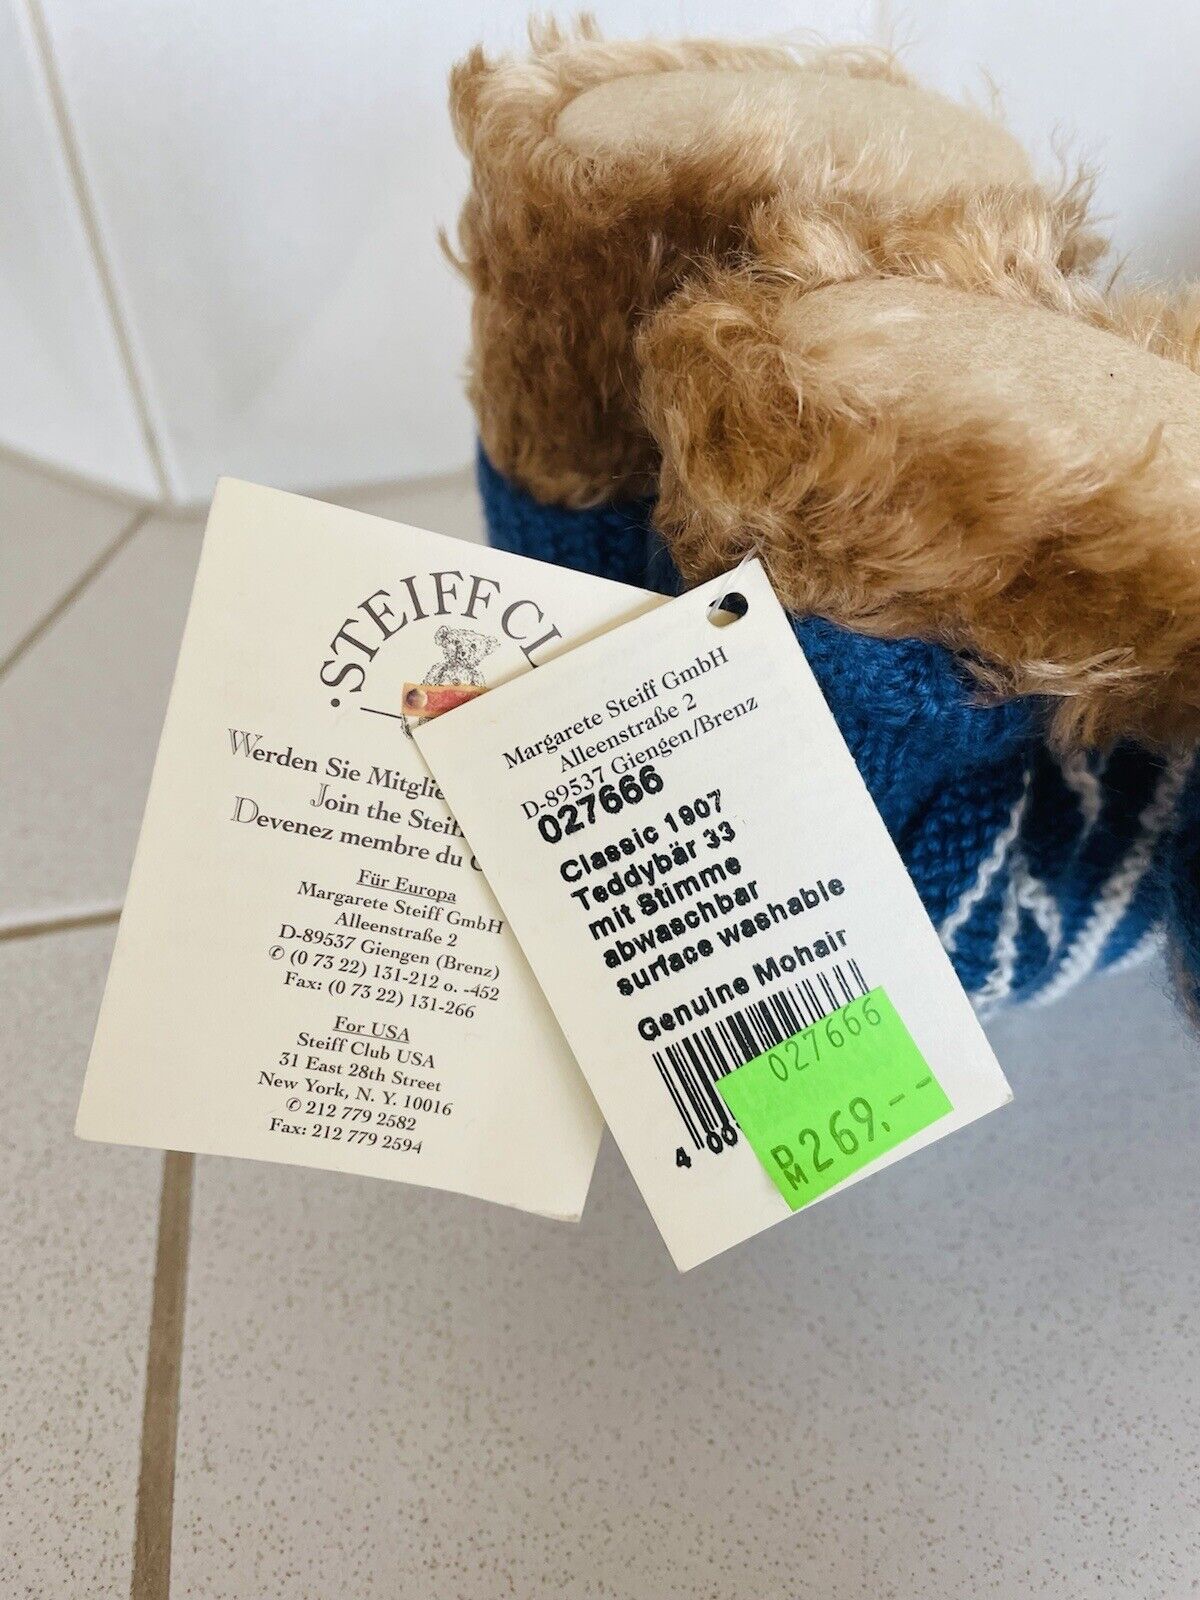 ·STEIFF
Werden Sie
Join the
Devenez membre du
Für Europa
Margarete Steiff GmbH
Alleenstraße 2
D-89537 Giengen (Brenz)
✆ (0 73 22) 131-212 o. -452
Fax: (0 73 22) 131-266
For USA
Steiff Club USA
31 East 28th Street
New York, N. Y. 10016
✆ 212 779 2582
Fax: 212 779 2594
Margarete Steiff GmbH
Alleenstraße 2
D-89537 Giengen/Brenz
027666
Classic 1907
Teddybär 33
mit Stimme
abwaschbar
surface washable
Genuine Mohair
4 00
027666
DM 269.--